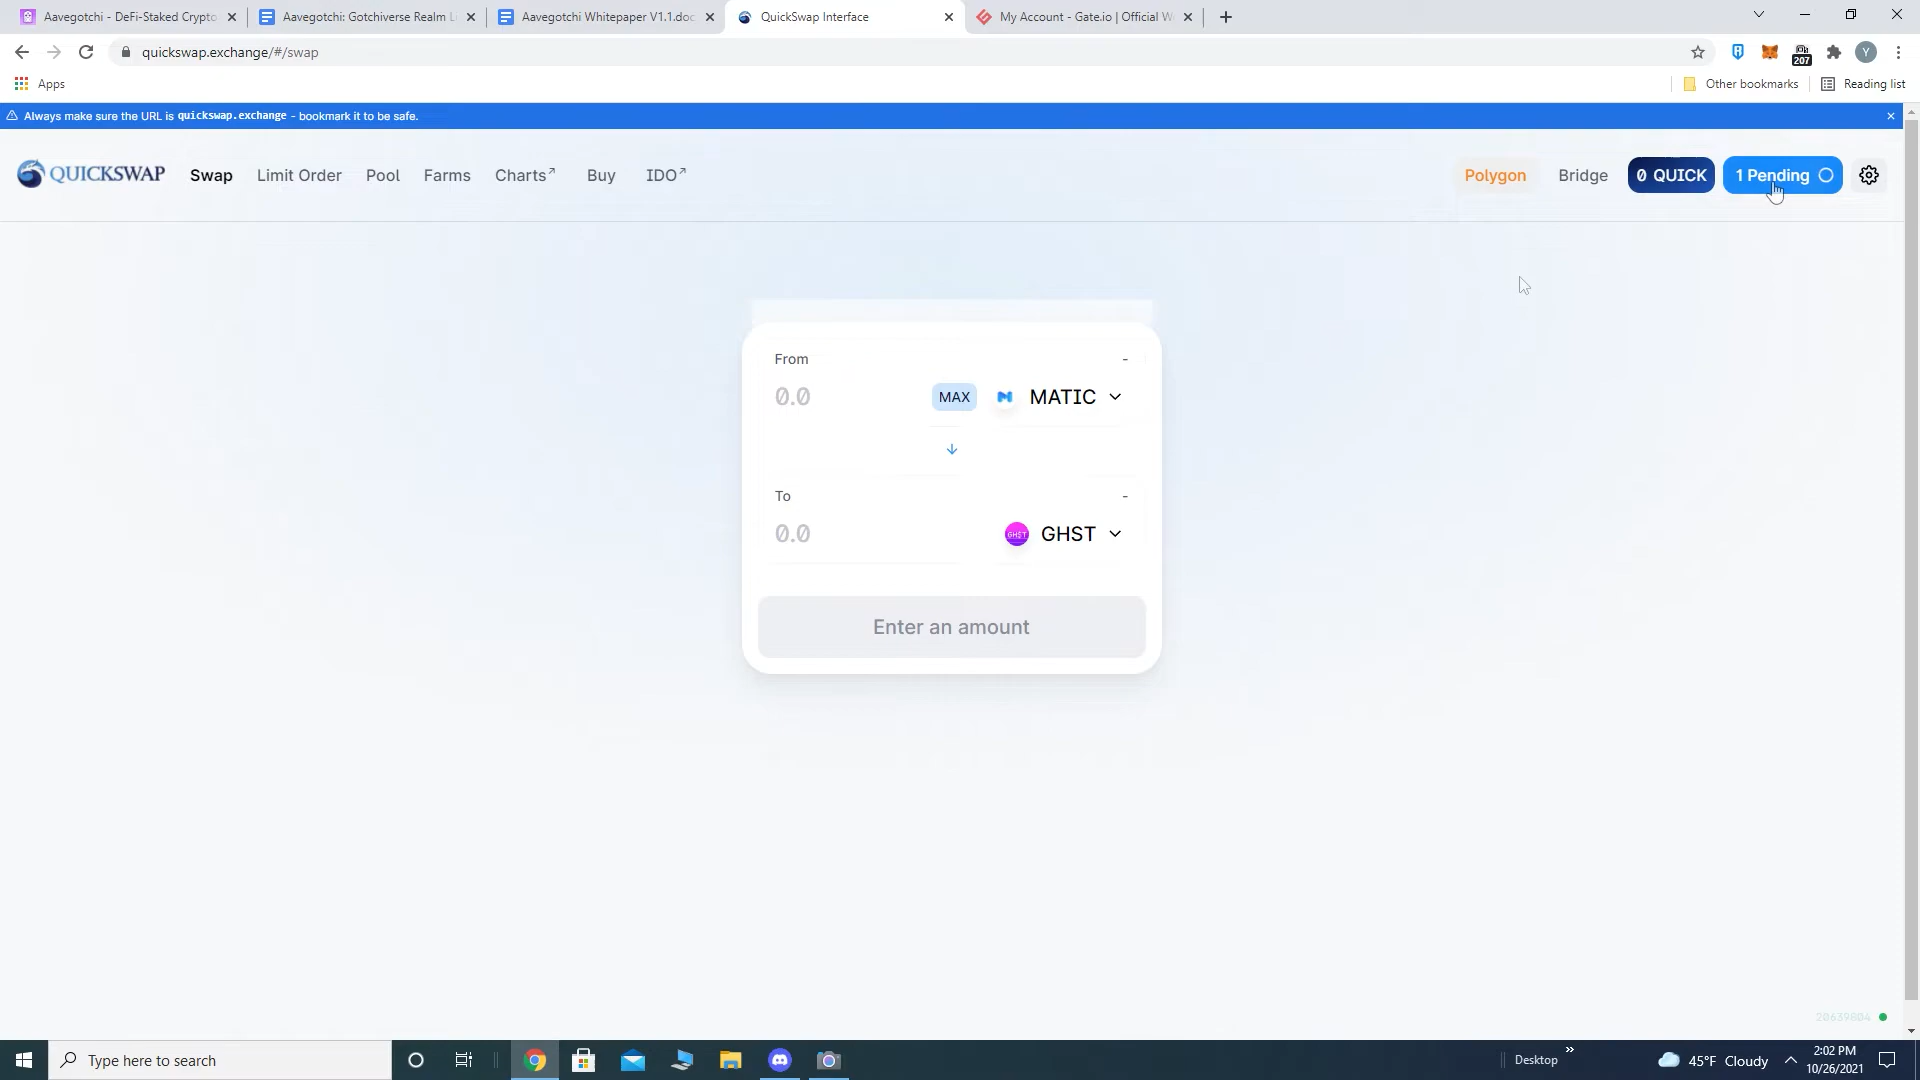 Aavegotchi - DeFi-Staked Crypto
Aavegotchi: Gotchiverse Realm Li
Aavegotchi Whitepaper V1.1.doc
QuickSwap Interface
My Account - Gate.io | Official W
quickswap.exchange/#/swap
207
Y
Apps
Other bookmarks
Reading list
Always make sure the URL is quickswap.exchange - bookmark it to be safe.
QUICKSWAP
Swap
Limit Order
Pool
Farms
Charts↗
Buy
IDO↗
Polygon
Bridge
0 QUICK
1 Pending
From
-
0.0
MAX
MATIC
To
-
0.0
GHST
GHST
Enter an amount
20639804
Type here to search
Desktop
45°F Cloudy
2:02 PM
10/26/2021